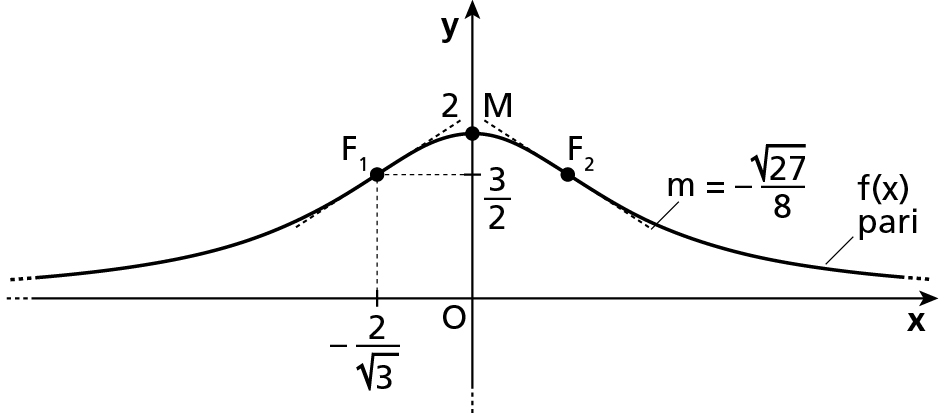 y
2 M
F₁
F₂
3/2
m = −√27/8
f(x)
pari
O
x
−2/√3